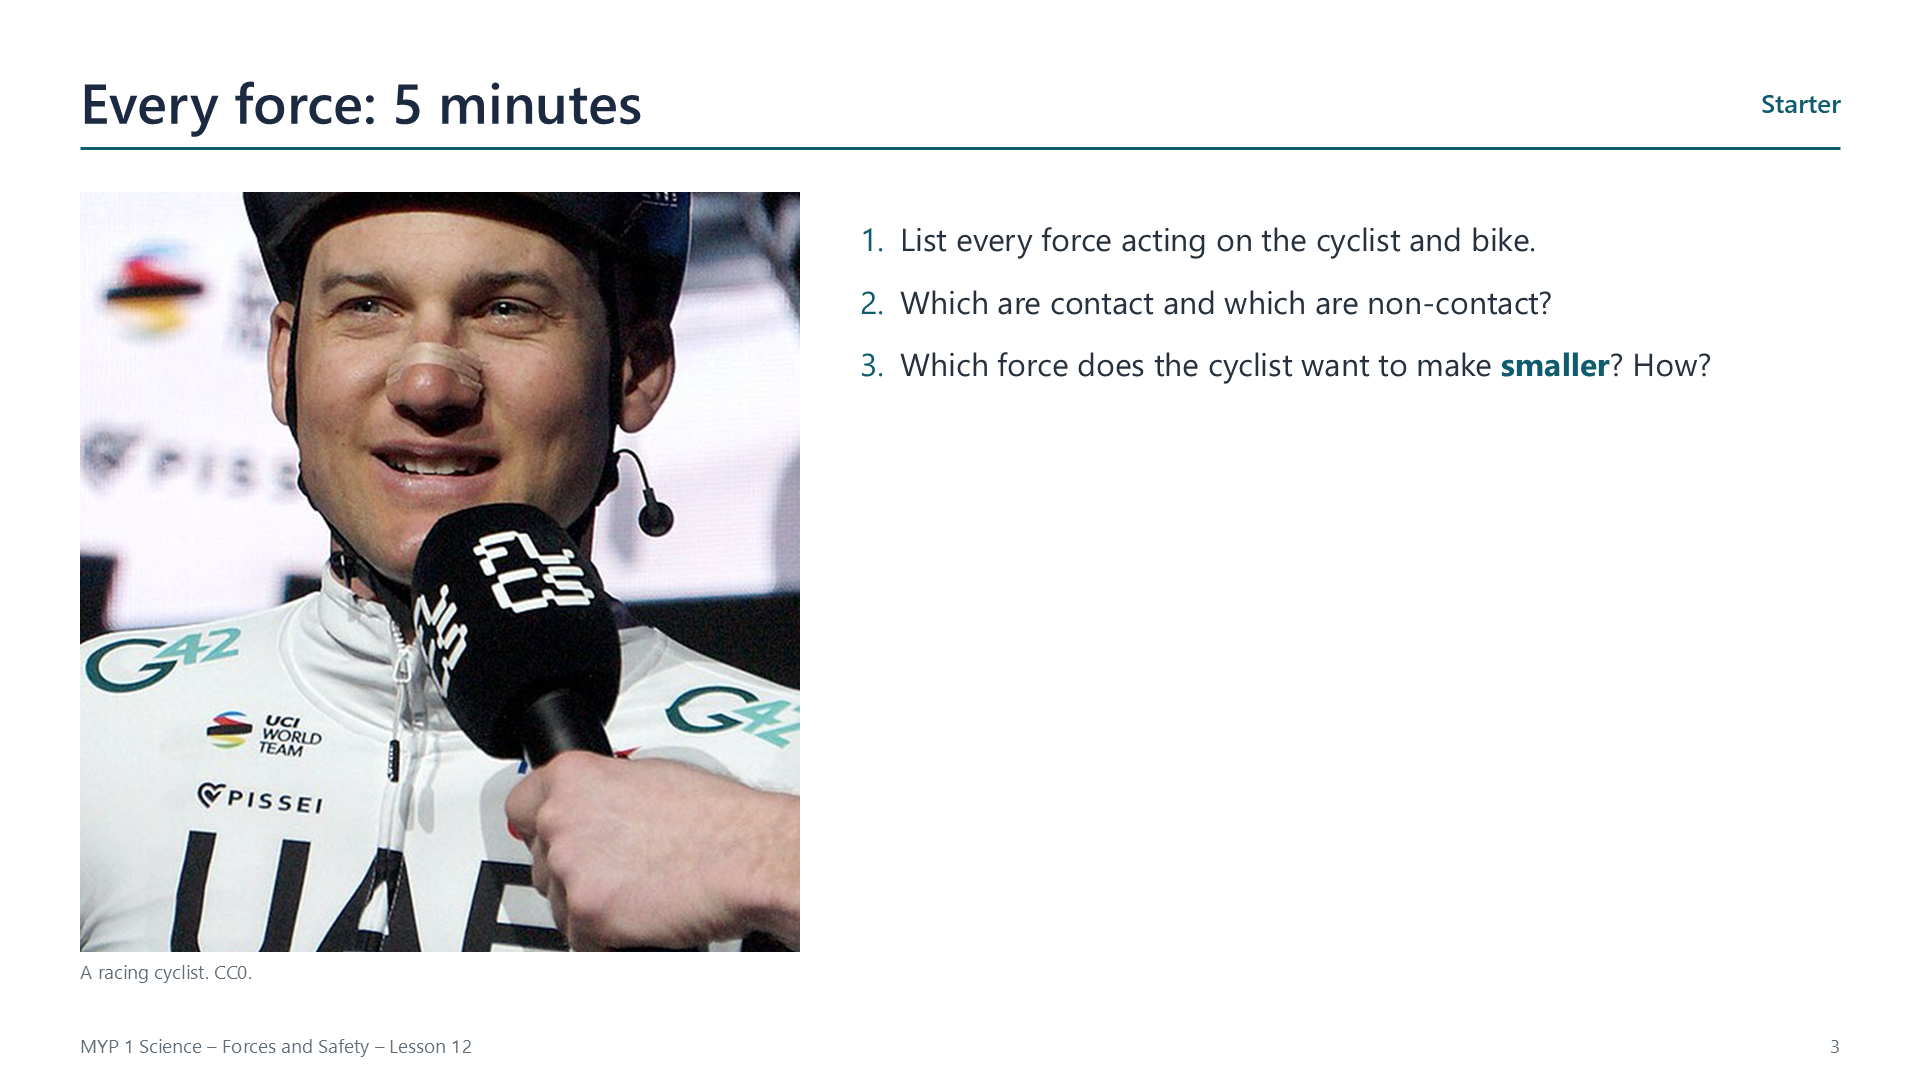 Every force: 5 minutes
Starter
1. List every force acting on the cyclist and bike.
2. Which are contact and which are non-contact?
3. Which force does the cyclist want to make smaller? How?
PISS
G42
G42
UCI
WORLD
TEAM
PISSEI
UAE
A racing cyclist. CC0.
MYP 1 Science – Forces and Safety – Lesson 12
3